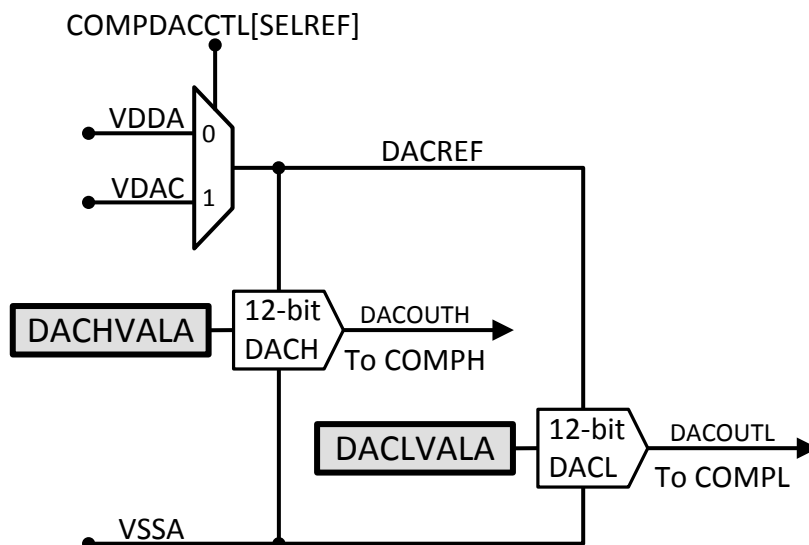 COMPDACCTL[SELREF]
VDDA
0
DACREF
VDAC
1
DACHVALA
12-bit
DACH
DACOUTH
To COMPH
DACLVALA
12-bit
DACL
DACOUTL
To COMPL
VSSA